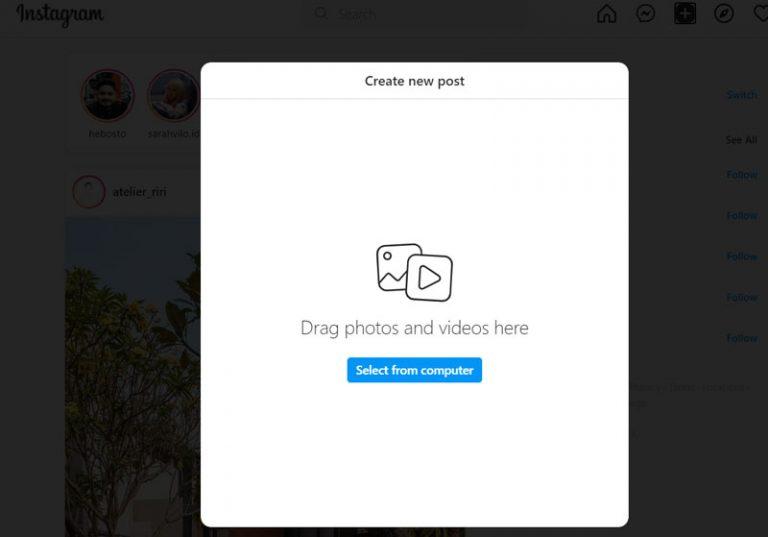 Instagram
Search
Create new post
hebosto
sarahvilo.id
Switch
See All
atelier_riri
Follow
Follow
Follow
Follow
Follow
Drag photos and videos here
Select from computer